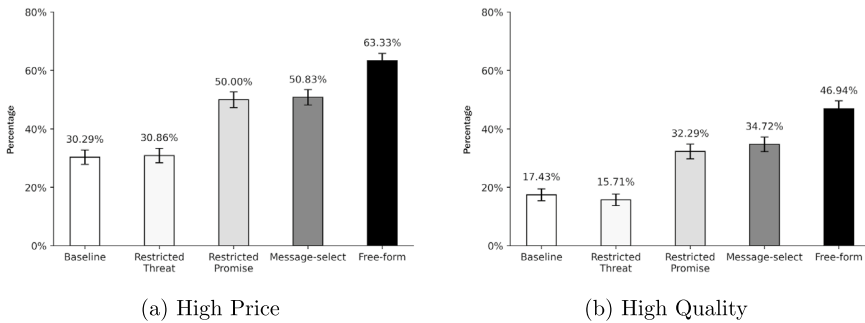 80%
60%
40%
20%
0%
Percentage
30.29%
30.86%
50.00%
50.83%
63.33%
Baseline
Restricted
Threat
Restricted
Promise
Message-select
Free-form
(a) High Price
80%
60%
40%
20%
0%
Percentage
17.43%
15.71%
32.29%
34.72%
46.94%
Baseline
Restricted
Threat
Restricted
Promise
Message-select
Free-form
(b) High Quality